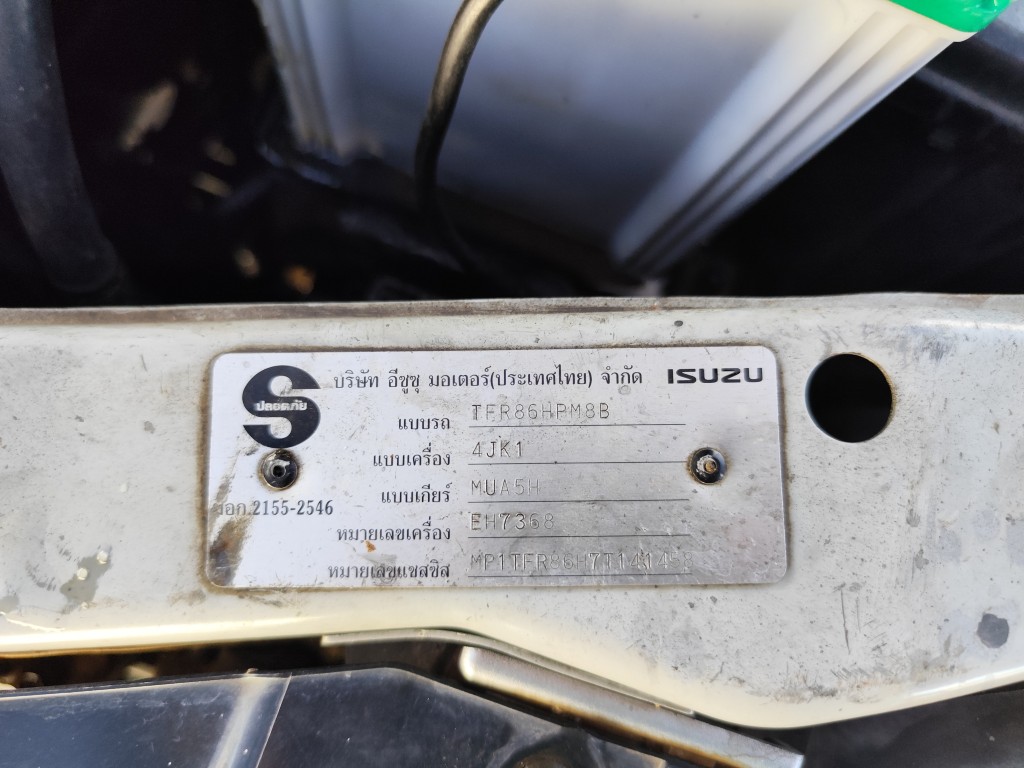 บริษัท อีซูซุ มอเตอร์(ประเทศไทย) จำกัด ISUZU
ปลอดภัย
แบบรถ TFR86HPM8B
แบบเครื่อง 4JK1
แบบเกียร์ MUA5H
มอก.2155-2546
หมายเลขเครื่อง EH7368
หมายเลขแชสซิส